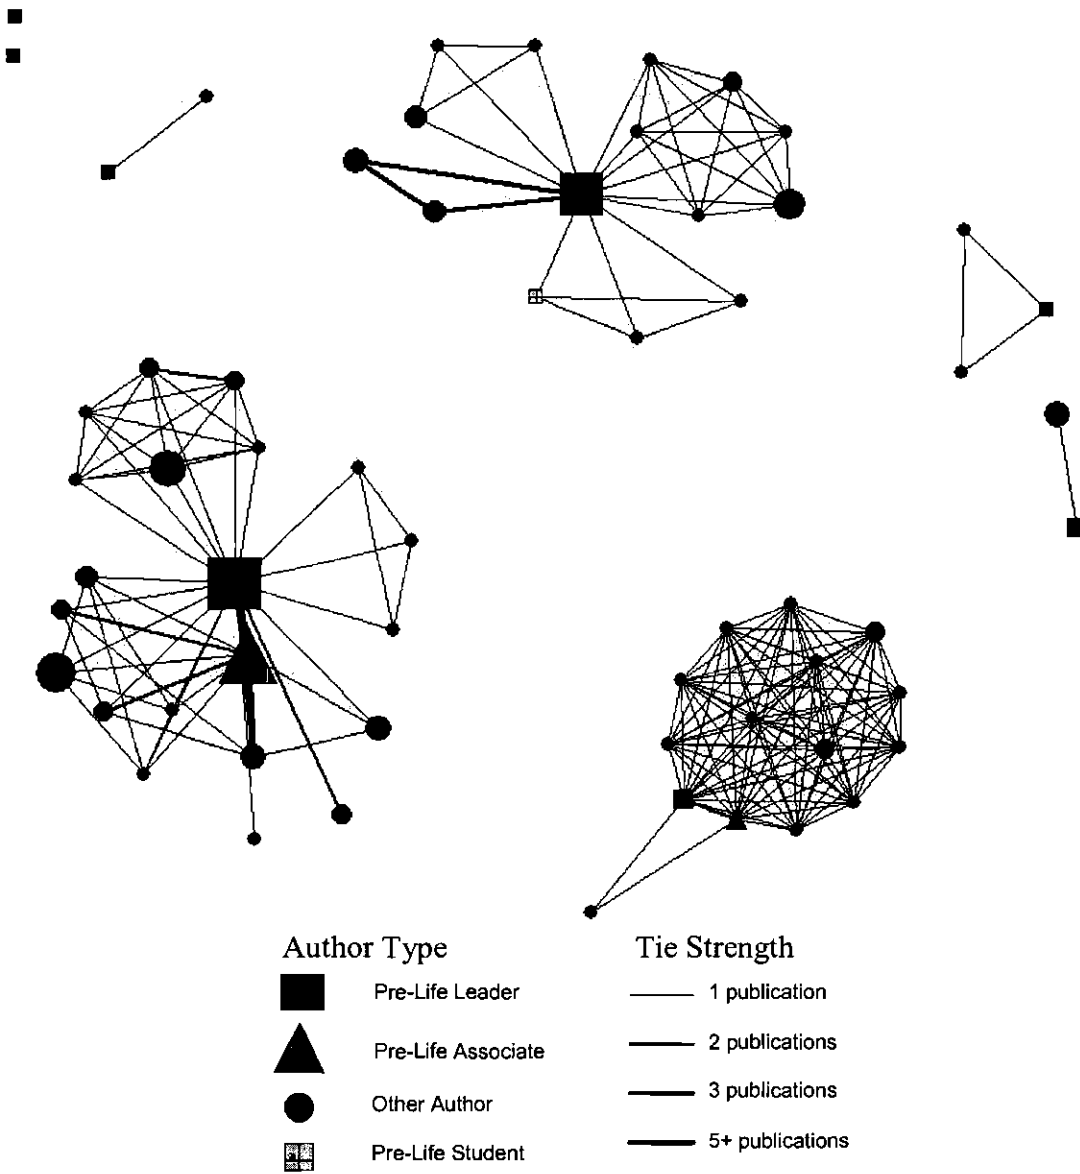 Author Type
Pre-Life Leader
Pre-Life Associate
Other Author
Pre-Life Student
Tie Strength
1 publication
2 publications
3 publications
5+ publications